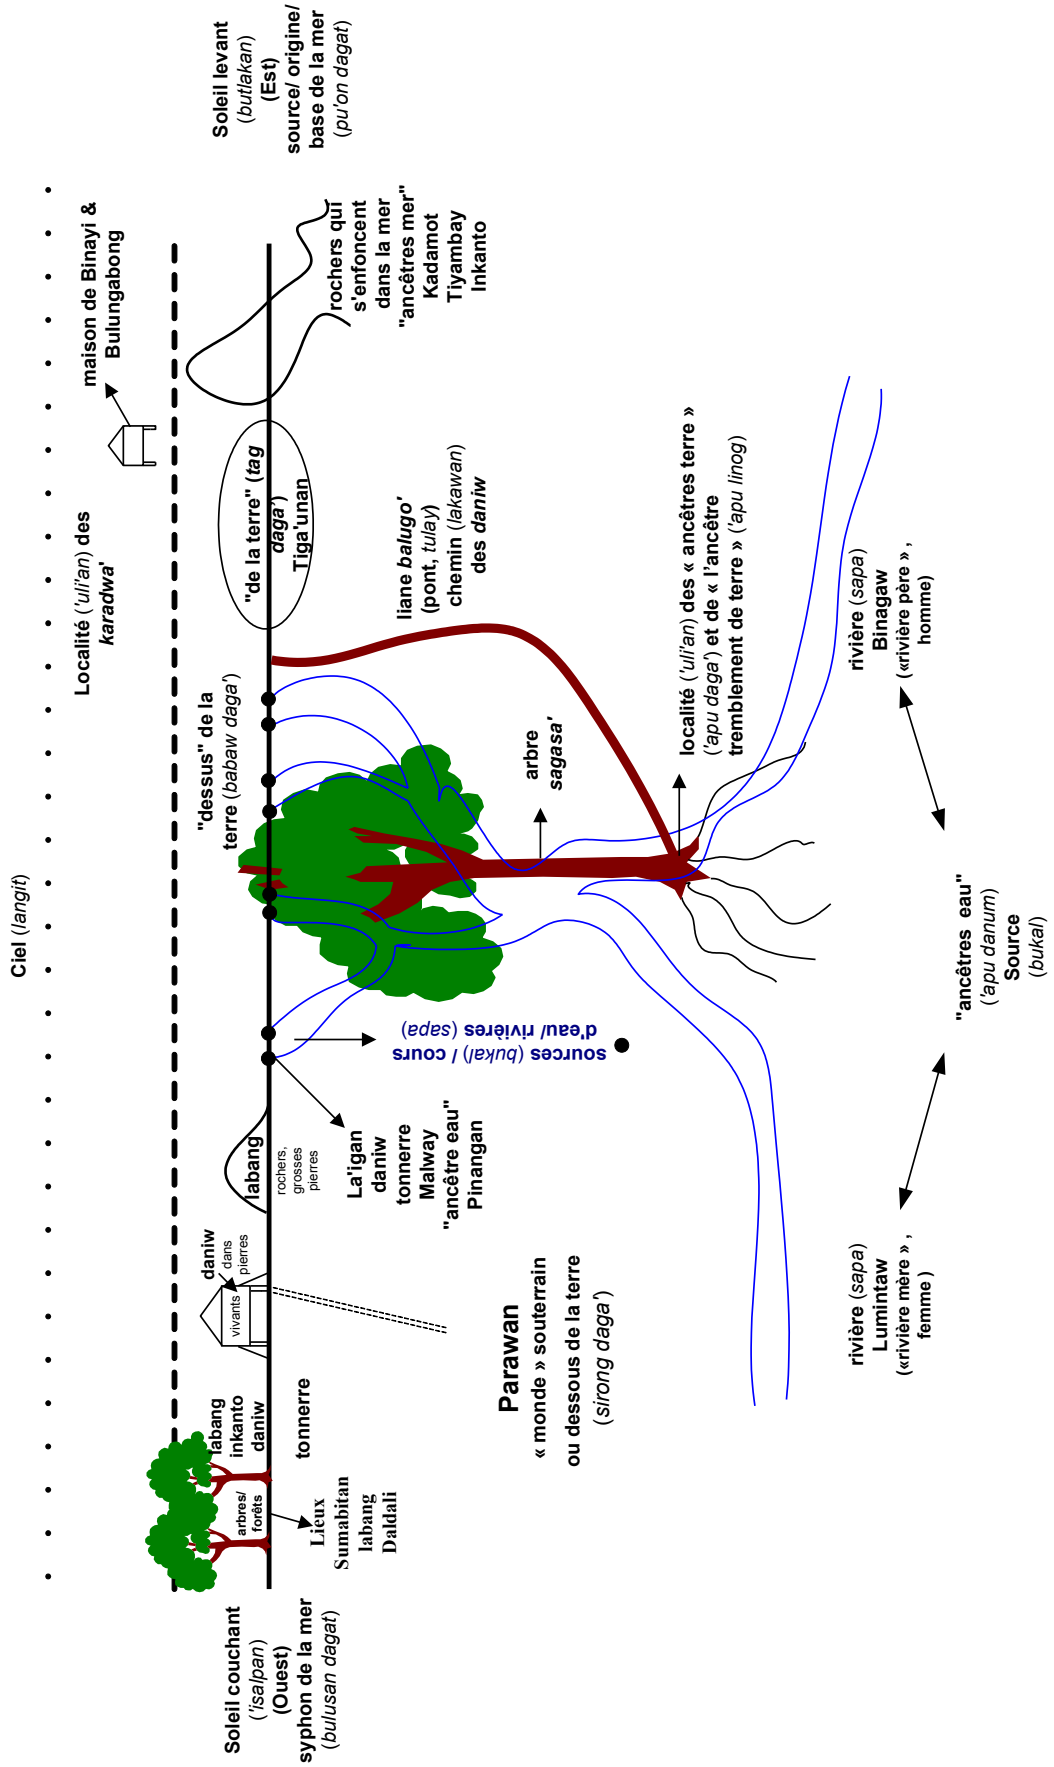 Ciel (langit)
maison de Binayi &
Bulungabong
Localité ('uli'an) des
karadwa'
Soleil levant
(butlakan)
(Est)
source/ origine/
base de la mer
(pu'on dagat)
rochers qui
s'enfoncent
dans la mer
"ancêtres mer"
Kadamot
Tiyambay
Inkanto
"de la terre" (tag
daga')
Tiga'unan
"dessus" de la
terre (babaw daga')
liane balugo'
(pont, tulay)
chemin (lakawan)
des daniw
arbre
sagasa'
localité ('uli'an) des « ancêtres terre »
('apu daga') et de « l'ancêtre
tremblement de terre » ('apu linog)
rivière (sapa)
Binagaw
(«rivière père » ,
homme)
"ancêtres eau"
('apu danum)
Source
(bukal)
rivière (sapa)
Lumintaw
(«rivière mère » ,
femme )
sources (bukal) / cours
d'eau/ rivières (sapa)
La'igan
daniw
tonnerre
Malway
"ancêtre eau"
Pinangan
labang
rochers,
grosses
pierres
daniw
dans
pierres
vivants
Parawan
« monde » souterrain
ou dessous de la terre
(sirong daga')
labang
inkanto
daniw
tonnerre
arbres/
forêts
Lieux
Sumabitan
labang
Daldali
Soleil couchant
('isalpan)
(Ouest)
syphon de la mer
(bulusan dagat)